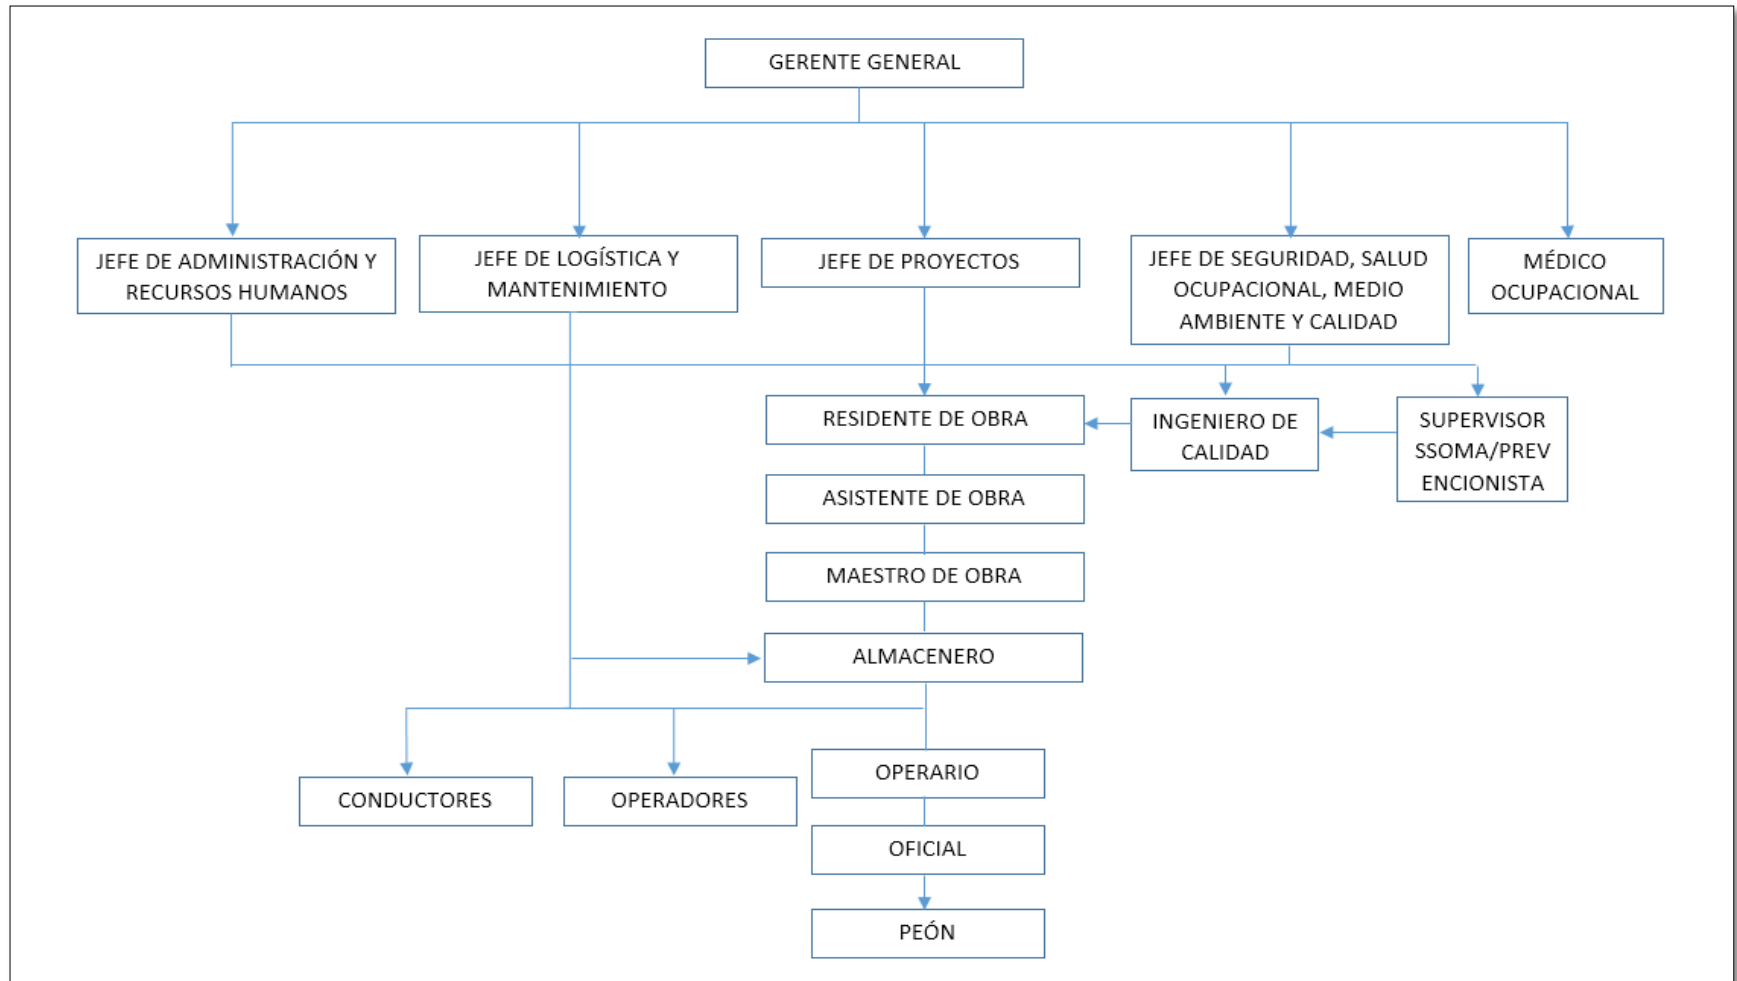 GERENTE GENERAL
JEFE DE ADMINISTRACIÓN Y
RECURSOS HUMANOS
JEFE DE LOGÍSTICA Y
MANTENIMIENTO
JEFE DE PROYECTOS
JEFE DE SEGURIDAD, SALUD
OCUPACIONAL, MEDIO
AMBIENTE Y CALIDAD
MÉDICO
OCUPACIONAL
RESIDENTE DE OBRA
INGENIERO DE
CALIDAD
SUPERVISOR
SSOMA/PREV
ENCIONISTA
ASISTENTE DE OBRA
MAESTRO DE OBRA
ALMACENERO
CONDUCTORES
OPERADORES
OPERARIO
OFICIAL
PEÓN